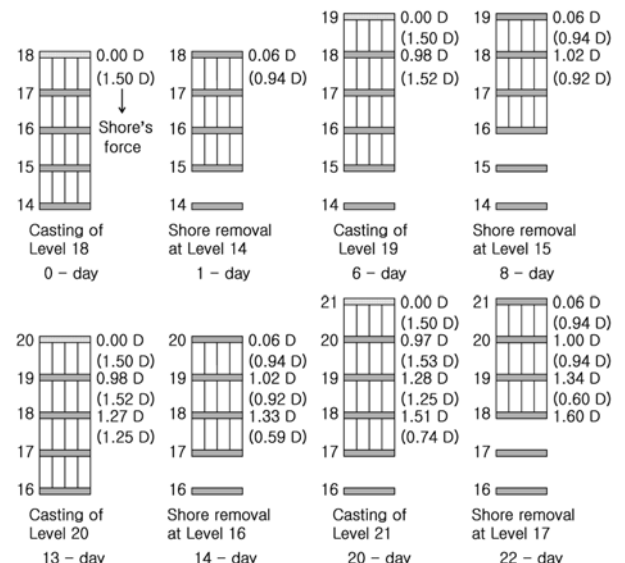 18 0.00 D
(1.50 D)
17
Shore's
16 force
15
14
Casting of
Level 18
0 – day
18 0.06 D
(0.94 D)
17
16
15
14
Shore removal
at Level 14
1 – day
19 0.00 D
(1.50 D)
18 0.98 D
(1.52 D)
17
16
15
14
Casting of
Level 19
6 – day
19 0.06 D
(0.94 D)
18 1.02 D
(0.92 D)
17
16
15
14
Shore removal
at Level 15
8 – day
20 0.00 D
(1.50 D)
19 0.98 D
(1.52 D)
18 1.27 D
(1.25 D)
17
16
Casting of
Level 20
13 – day
20 0.06 D
(0.94 D)
19 1.02 D
(0.92 D)
18 1.33 D
(0.59 D)
17
16
Shore removal
at Level 16
14 – day
21 0.00 D
(1.50 D)
20 0.97 D
(1.53 D)
19 1.28 D
(1.25 D)
18 1.51 D
(0.74 D)
17
16
Casting of
Level 21
20 – day
21 0.06 D
(0.94 D)
20 1.00 D
(0.94 D)
19 1.34 D
(0.60 D)
18 1.60 D
17
16
Shore removal
at Level 17
22 – day